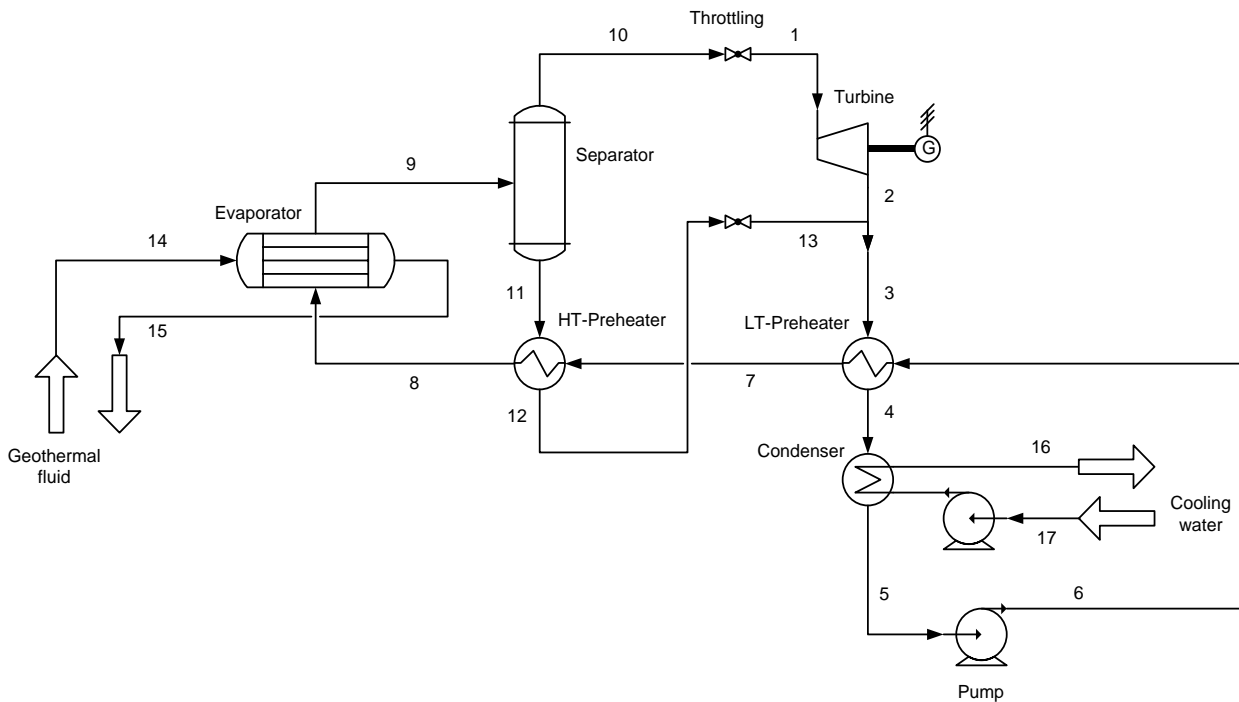 Throttling
10
1
Turbine
G
Separator
9
2
Evaporator
14
13
11
3
HT-Preheater
LT-Preheater
15
8
7
12
4
Condenser
16
Geothermal
fluid
Cooling
water
17
5
6
Pump